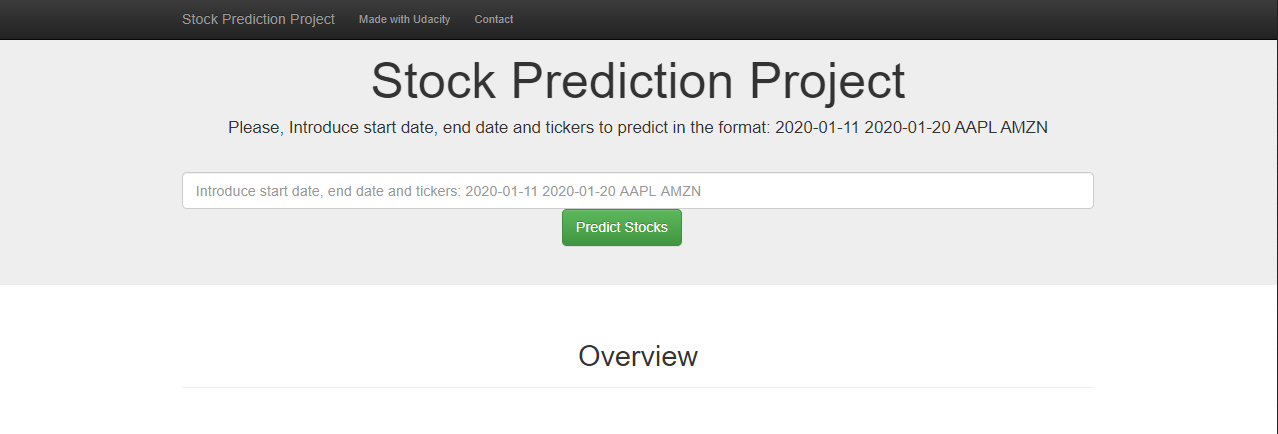 Stock Prediction Project Made with Udacity Contact
Stock Prediction Project
Please, Introduce start date, end date and tickers to predict in the format: 2020-01-11 2020-01-20 AAPL AMZN
Introduce start date, end date and tickers: 2020-01-11 2020-01-20 AAPL AMZN
Predict Stocks
Overview